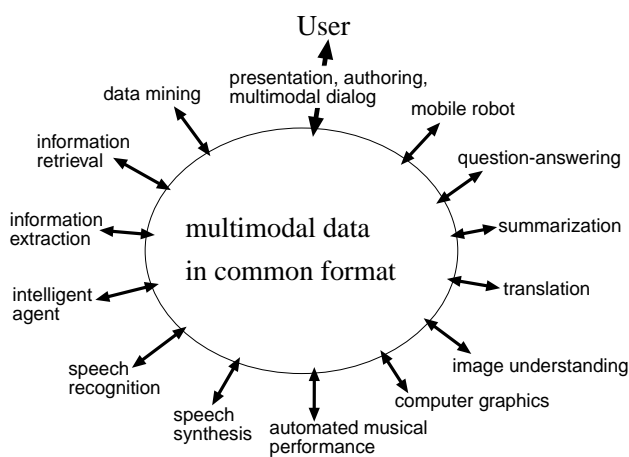 User
presentation, authoring,
multimodal dialog
data mining
mobile robot
information
retrieval
question-answering
information
extraction
multimodal data
in common format
summarization
intelligent
agent
translation
speech
recognition
image understanding
speech
synthesis
automated musical
performance
computer graphics